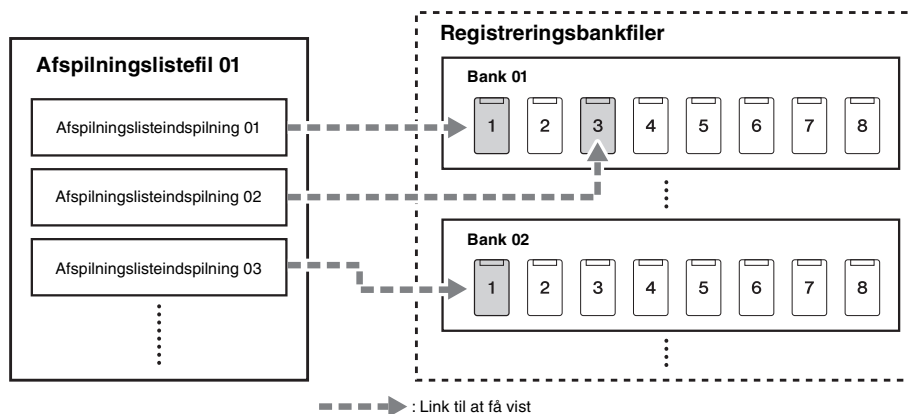 Afspilningslistefil 01
Afspilningslisteindspilning 01
Afspilningslisteindspilning 02
Afspilningslisteindspilning 03
Registreringsbankfiler
Bank 01
1 2 3 4 5 6 7 8
Bank 02
1 2 3 4 5 6 7 8
: Link til at få vist